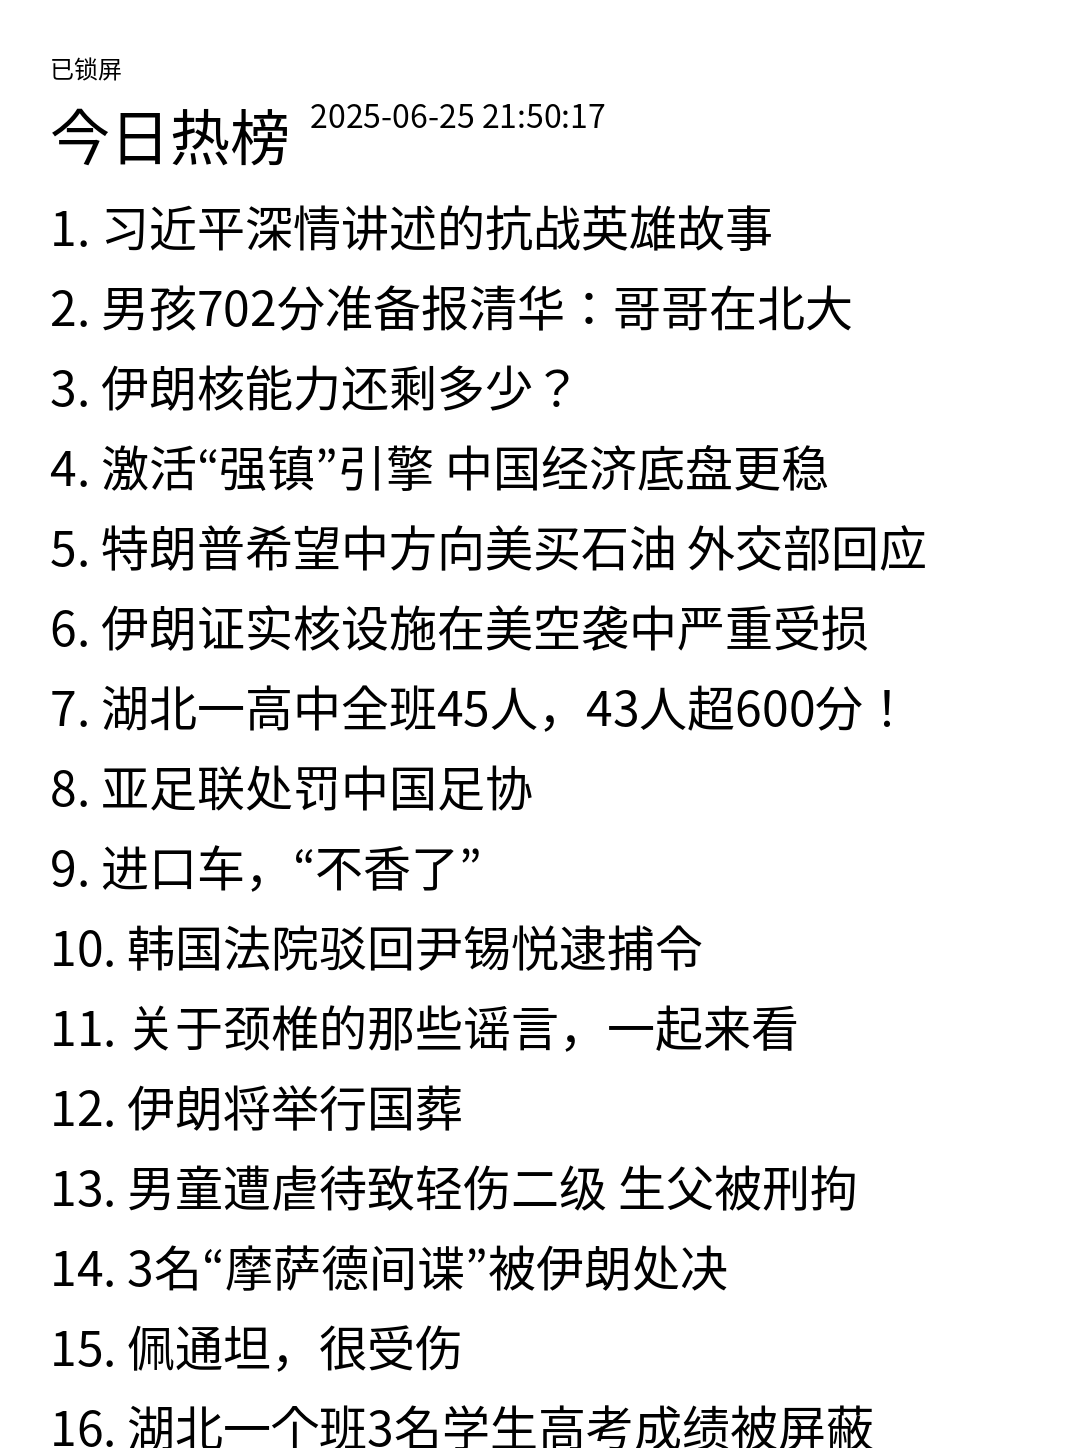 已锁屏
今日热榜 2025-06-25 21:50:17
1. 习近平深情讲述的抗战英雄故事
2. 男孩702分准备报清华：哥哥在北大
3. 伊朗核能力还剩多少？
4. 激活“强镇”引擎 中国经济底盘更稳
5. 特朗普希望中方向美买石油 外交部回应
6. 伊朗证实核设施在美空袭中严重受损
7. 湖北一高中全班45人，43人超600分！
8. 亚足联处罚中国足协
9. 进口车，“不香了”
10. 韩国法院驳回尹锡悦逮捕令
11. 关于颈椎的那些谣言，一起来看
12. 伊朗将举行国葬
13. 男童遭虐待致轻伤二级 生父被刑拘
14. 3名“摩萨德间谍”被伊朗处决
15. 佩通坦，很受伤
16. 湖北一个班3名学生高考成绩被屏蔽